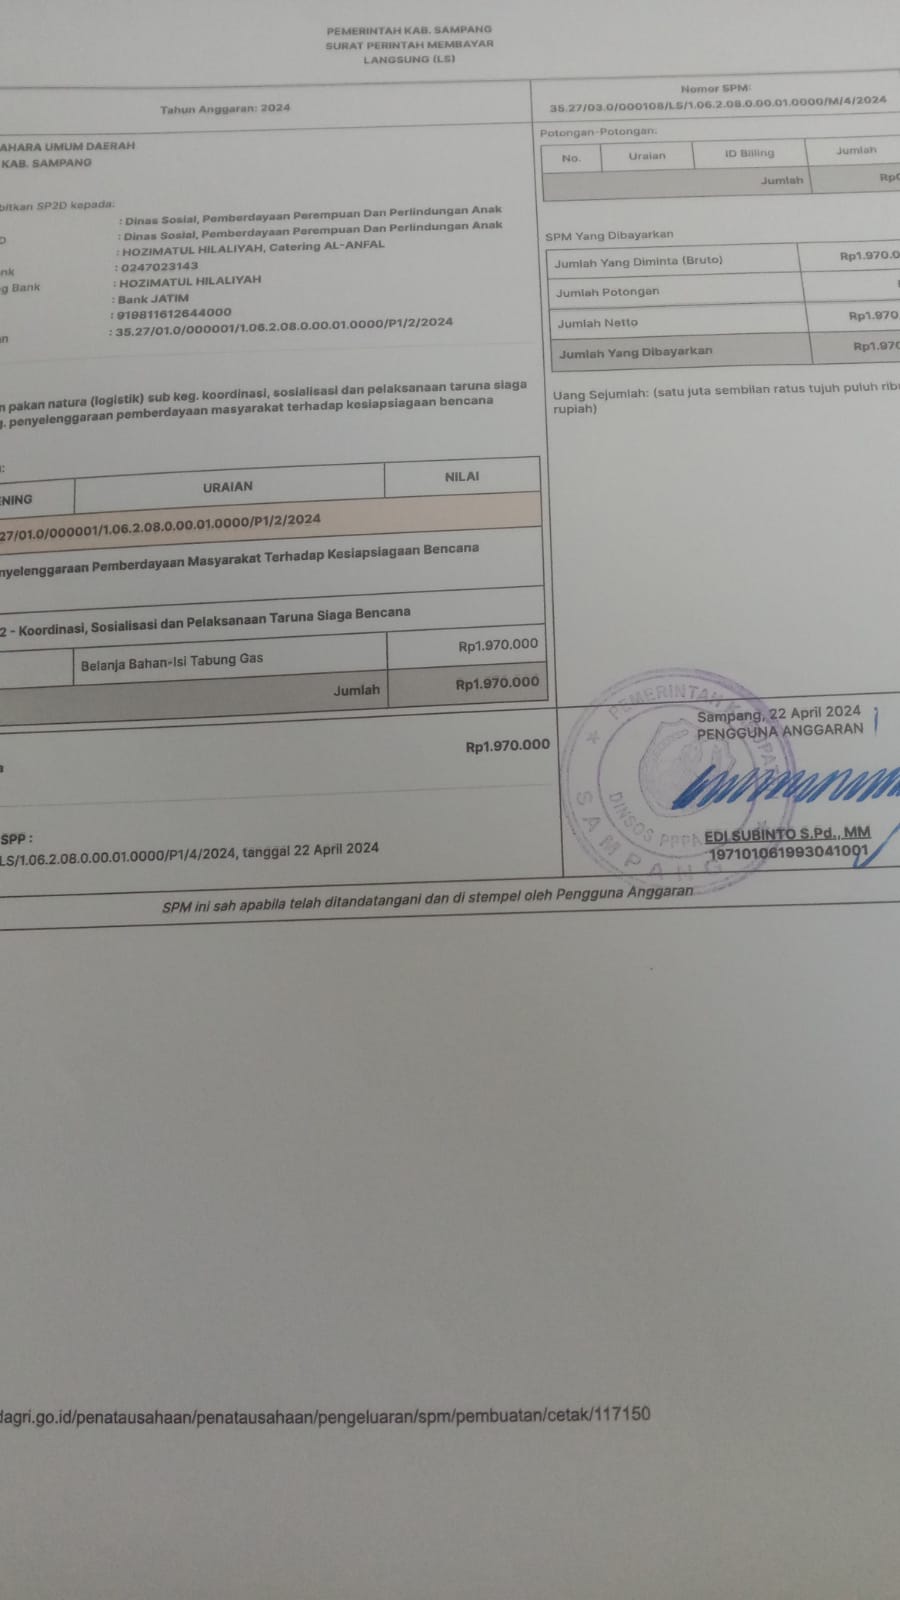 PEMERINTAH KAB. SAMPANG
SURAT PERINTAH MEMBAYAR
LANGSUNG (LS)
Tahun Anggaran: 2024
Nomor SPM:
35.27/03.0/000108/LS/1.06.2.08.0.00.01.0000/M/4/2024
AHARA UMUM DAERAH
KAB. SAMPANG
bitkan SP2D kepada:
: Dinas Sosial, Pemberdayaan Perempuan Dan Perlindungan Anak
D : Dinas Sosial, Pemberdayaan Perempuan Dan Perlindungan Anak
: HOZIMATUL HILALIYAH, Catering AL-ANFAL
nk : 0247023143
g Bank : HOZIMATUL HILALIYAH
: Bank JATIM
: 919811612644000
n : 35.27/01.0/000001/1.06.2.08.0.00.01.0000/P1/2/2024
n pakan natura (logistik) sub keg. koordinasi, sosialisasi dan pelaksanaan taruna siaga
g. penyelenggaraan pemberdayaan masyarakat terhadap kesiapsiagaan bencana
ENING URAIAN NILAI
27/01.0/000001/1.06.2.08.0.00.01.0000/P1/2/2024
nyelenggaraan Pemberdayaan Masyarakat Terhadap Kesiapsiagaan Bencana
2 - Koordinasi, Sosialisasi dan Pelaksanaan Taruna Siaga Bencana
Belanja Bahan-Isi Tabung Gas Rp1.970.000
Jumlah Rp1.970.000
Rp1.970.000
SPP :
LS/1.06.2.08.0.00.01.0000/P1/4/2024, tanggal 22 April 2024
Potongan-Potongan:
No. Uraian ID Billing Jumlah
Jumlah Rp0
SPM Yang Dibayarkan
Jumlah Yang Diminta (Bruto) Rp1.970.0
Jumlah Potongan
Jumlah Netto Rp1.970
Jumlah Yang Dibayarkan Rp1.970
Uang Sejumlah: (satu juta sembilan ratus tujuh puluh ribu
rupiah)
Sampang, 22 April 2024
PENGGUNA ANGGARAN
PEMERINTAH KABUPATEN
DINSOS PPPA
SAMPANG
EDI SUBINTO S.Pd., MM
197101061993041001
SPM ini sah apabila telah ditandatangani dan di stempel oleh Pengguna Anggaran
dagri.go.id/penatausahaan/penatausahaan/pengeluaran/spm/pembuatan/cetak/117150